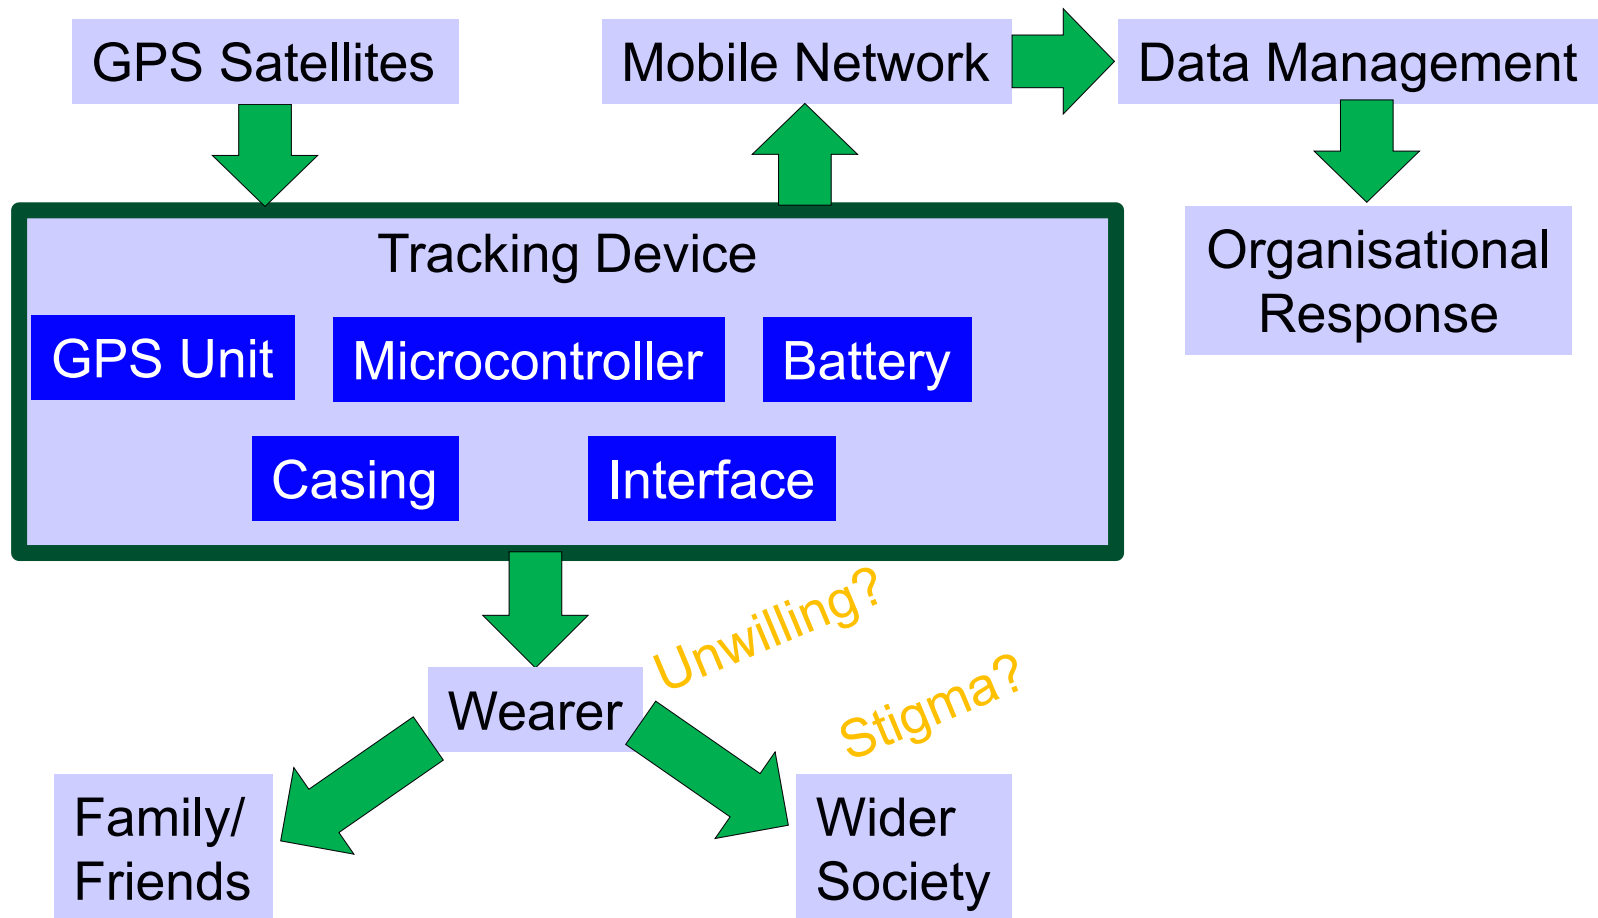 GPS Satellites
Mobile Network
Data Management
Tracking Device
Organisational
Response
GPS Unit
Microcontroller
Battery
Casing
Interface
Unwilling?
Stigma?
Wearer
Family/
Friends
Wider
Society